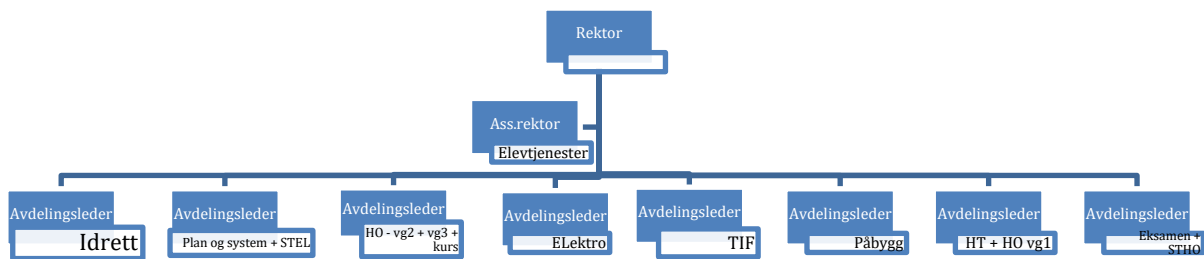 Rektor
Ass.rektor
Elevtjenester
Avdelingsleder
Idrett
Avdelingsleder
Plan og system + STEL
Avdelingsleder
HO - vg2 + vg3 +
kurs
Avdelingsleder
ELektro
Avdelingsleder
TIF
Avdelingsleder
Påbygg
Avdelingsleder
HT + HO vg1
Avdelingsleder
Eksamen +
STHO